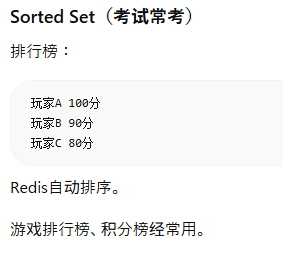 Sorted Set（考试常考）
排行榜：
玩家A 100分
玩家B 90分
玩家C 80分
Redis自动排序。
游戏排行榜、积分榜经常用。